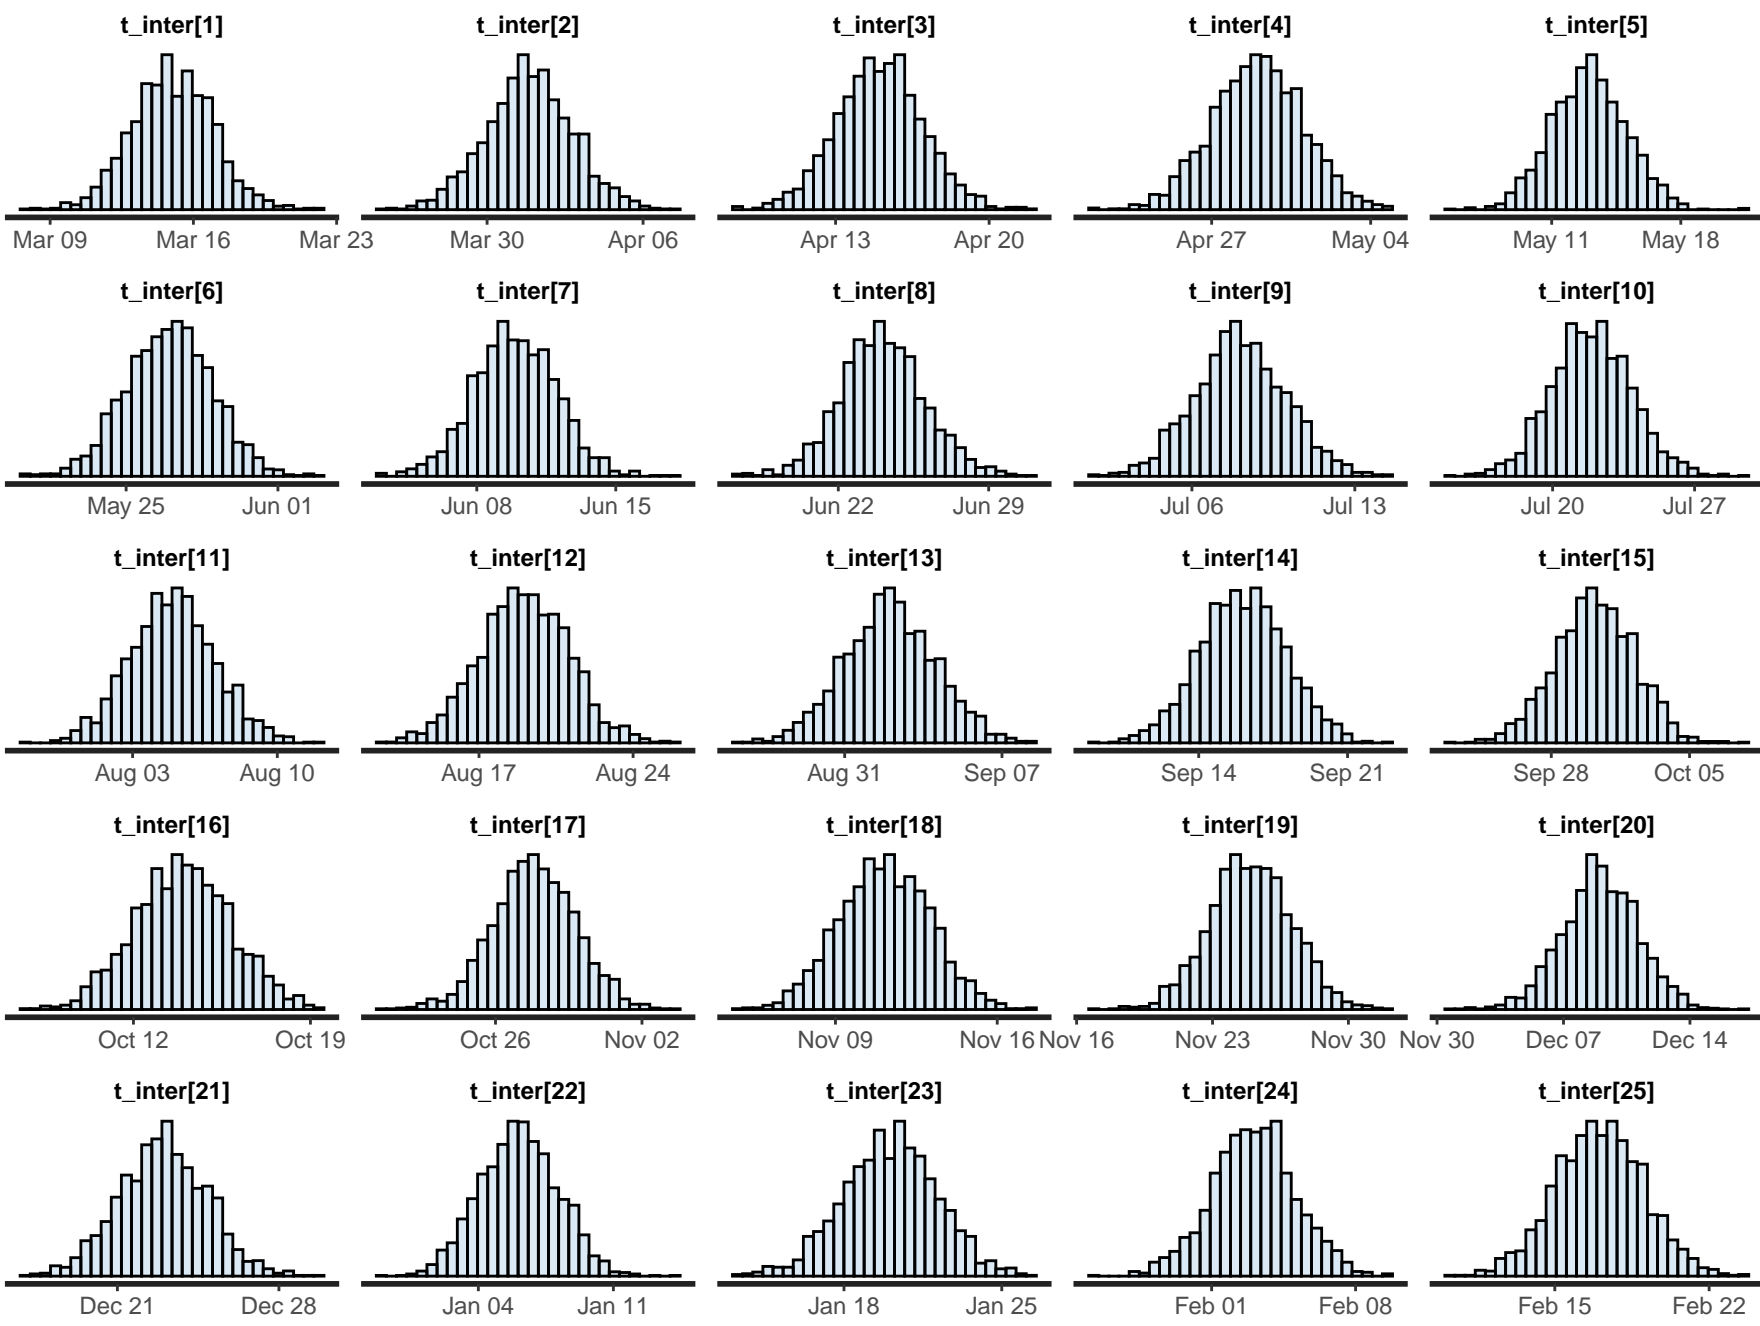 t_inter[1] t_inter[2] t_inter[3] t_inter[4] t_inter[5]
Mar 09 Mar 16 Mar 23 Mar 30 Apr 06 Apr 13 Apr 20 Apr 27 May 04 May 11 May 18
t_inter[6] t_inter[7] t_inter[8] t_inter[9] t_inter[10]
May 25 Jun 01 Jun 08 Jun 15 Jun 22 Jun 29 Jul 06 Jul 13 Jul 20 Jul 27
t_inter[11] t_inter[12] t_inter[13] t_inter[14] t_inter[15]
Aug 03 Aug 10 Aug 17 Aug 24 Aug 31 Sep 07 Sep 14 Sep 21 Sep 28 Oct 05
t_inter[16] t_inter[17] t_inter[18] t_inter[19] t_inter[20]
Oct 12 Oct 19 Oct 26 Nov 02 Nov 09 Nov 16 Nov 16 Nov 23 Nov 30 Nov 30 Dec 07 Dec 14
t_inter[21] t_inter[22] t_inter[23] t_inter[24] t_inter[25]
Dec 21 Dec 28 Jan 04 Jan 11 Jan 18 Jan 25 Feb 01 Feb 08 Feb 15 Feb 22